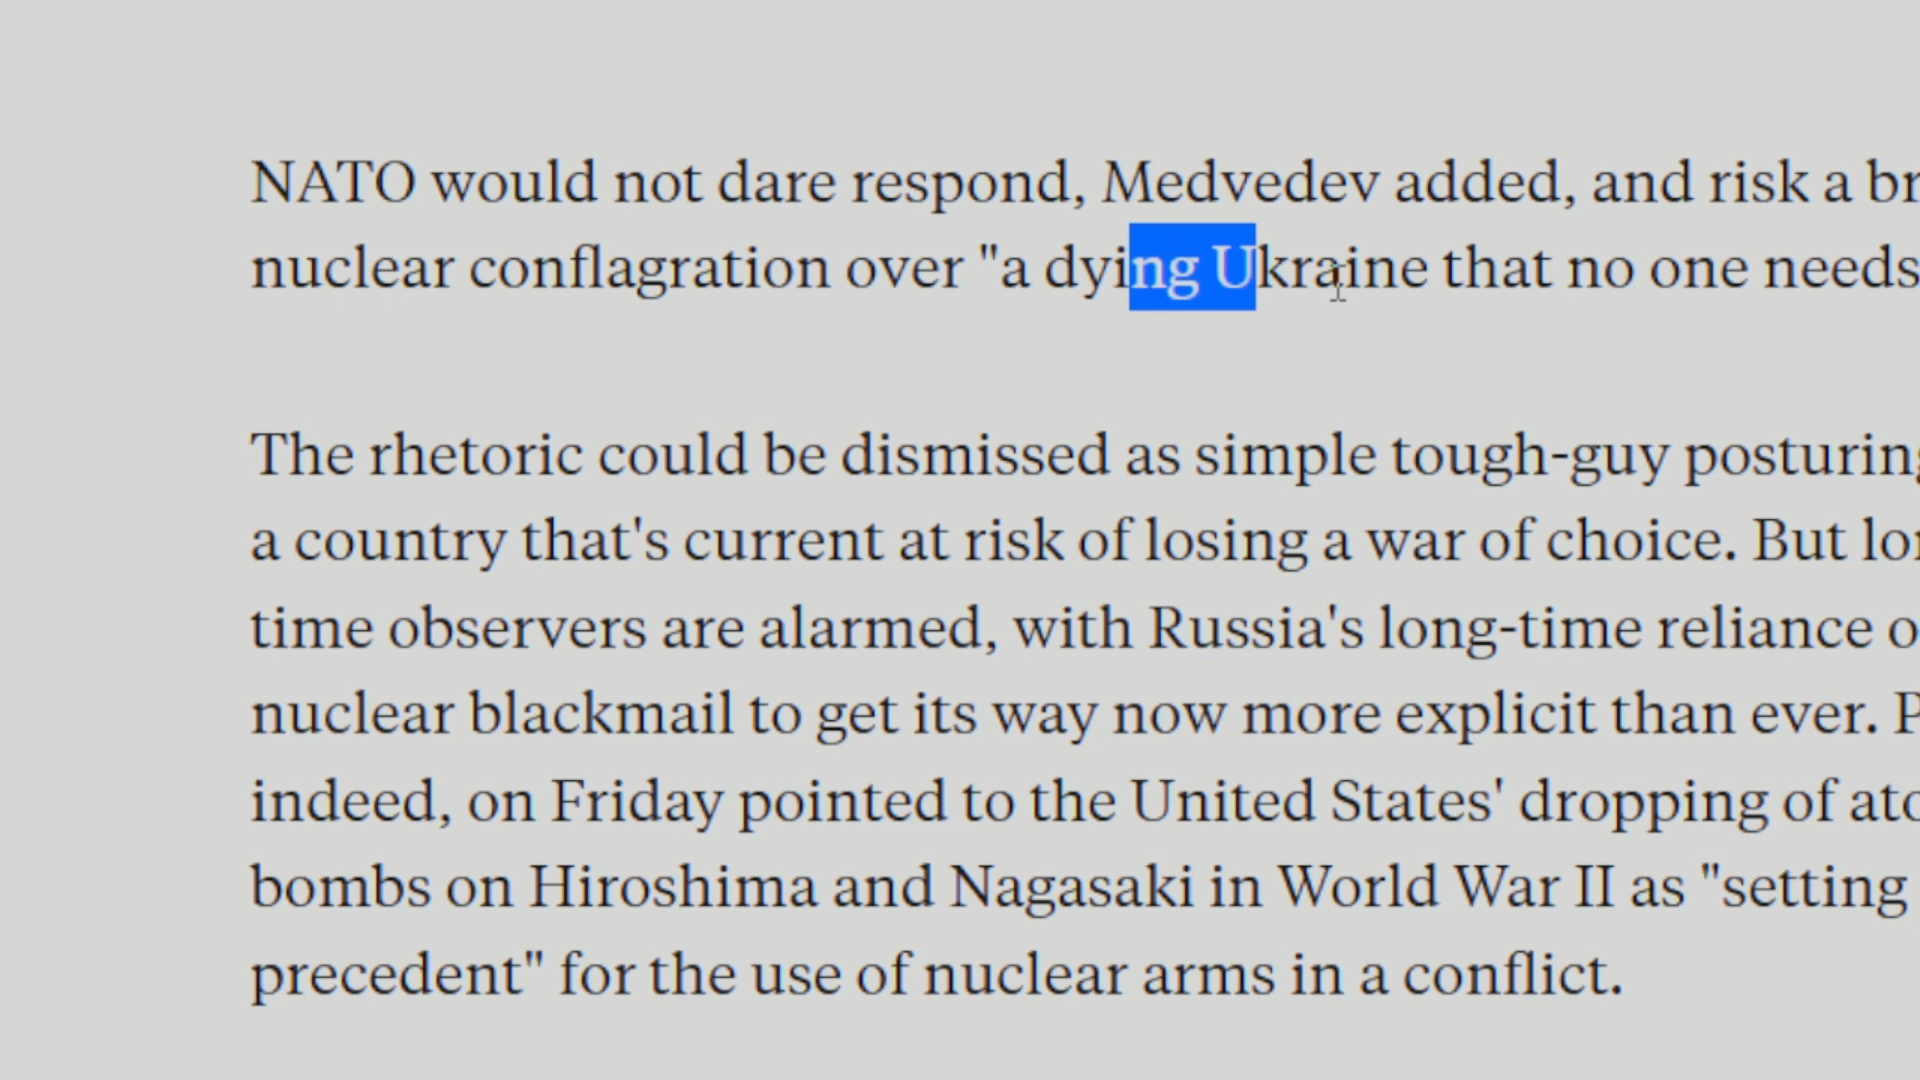 NATO would not dare respond, Medvedev added, and risk a
nuclear conflagration over "a dying Ukraine that no one needs
The rhetoric could be dismissed as simple tough-guy posturing
a country that's current at risk of losing a war of choice. But
time observers are alarmed, with Russia's long-time reliance
nuclear blackmail to get its way now more explicit than ever.
indeed, on Friday pointed to the United States' dropping of
bombs on Hiroshima and Nagasaki in World War II as "setting
precedent" for the use of nuclear arms in a conflict.